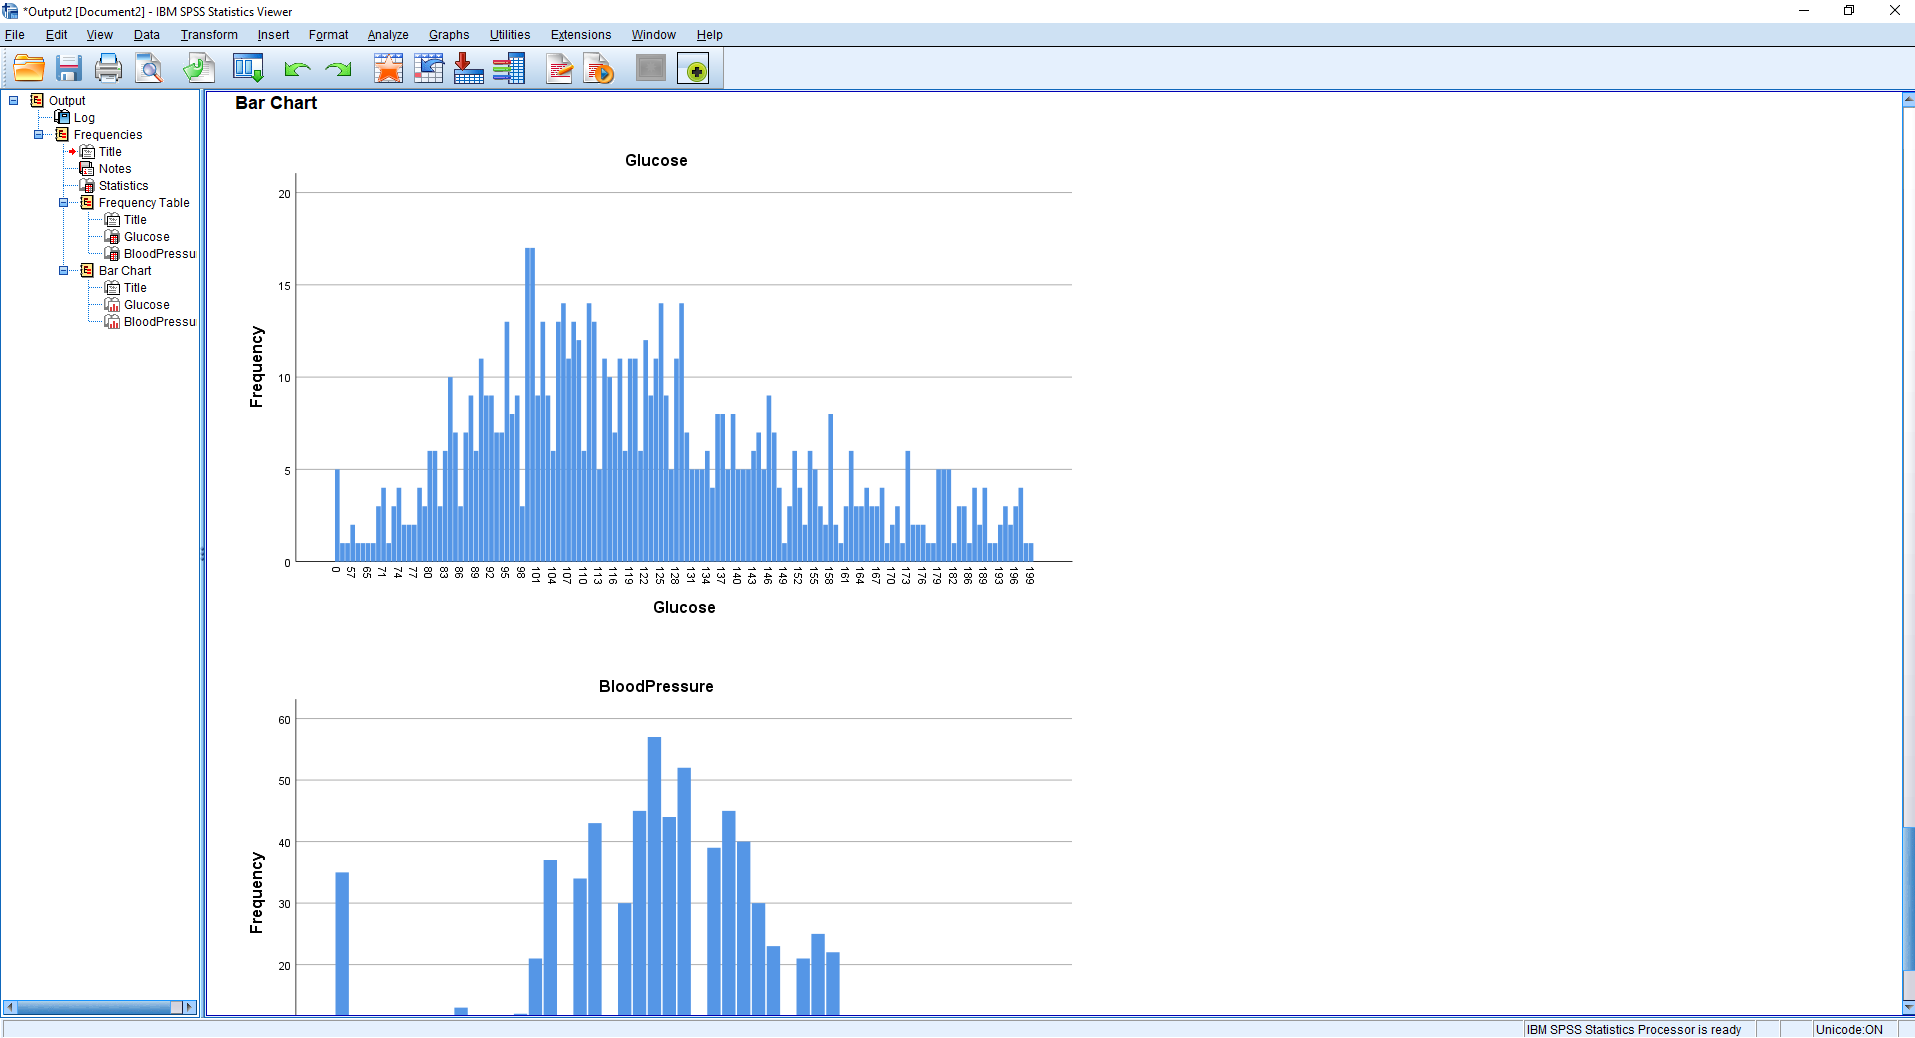 *Output2 [Document2] - IBM SPSS Statistics Viewer
File Edit View Data Transform Insert Format Analyze Graphs Utilities Extensions Window Help
Output
Log
Frequencies
Title
Notes
Statistics
Frequency Table
Title
Glucose
BloodPressu
Bar Chart
Title
Glucose
BloodPressu
Bar Chart
Glucose
20
15
10
5
0
Frequency
0 57 65 71 74 77 80 83 86 89 92 95 98 101 104 107 110 113 116 119 122 125 128 131 134 137 140 143 146 149 152 155 158 161 164 167 170 173 176 179 182 186 189 193 196 199
Glucose
BloodPressure
60
50
40
30
20
Frequency
IBM SPSS Statistics Processor is ready
Unicode:ON